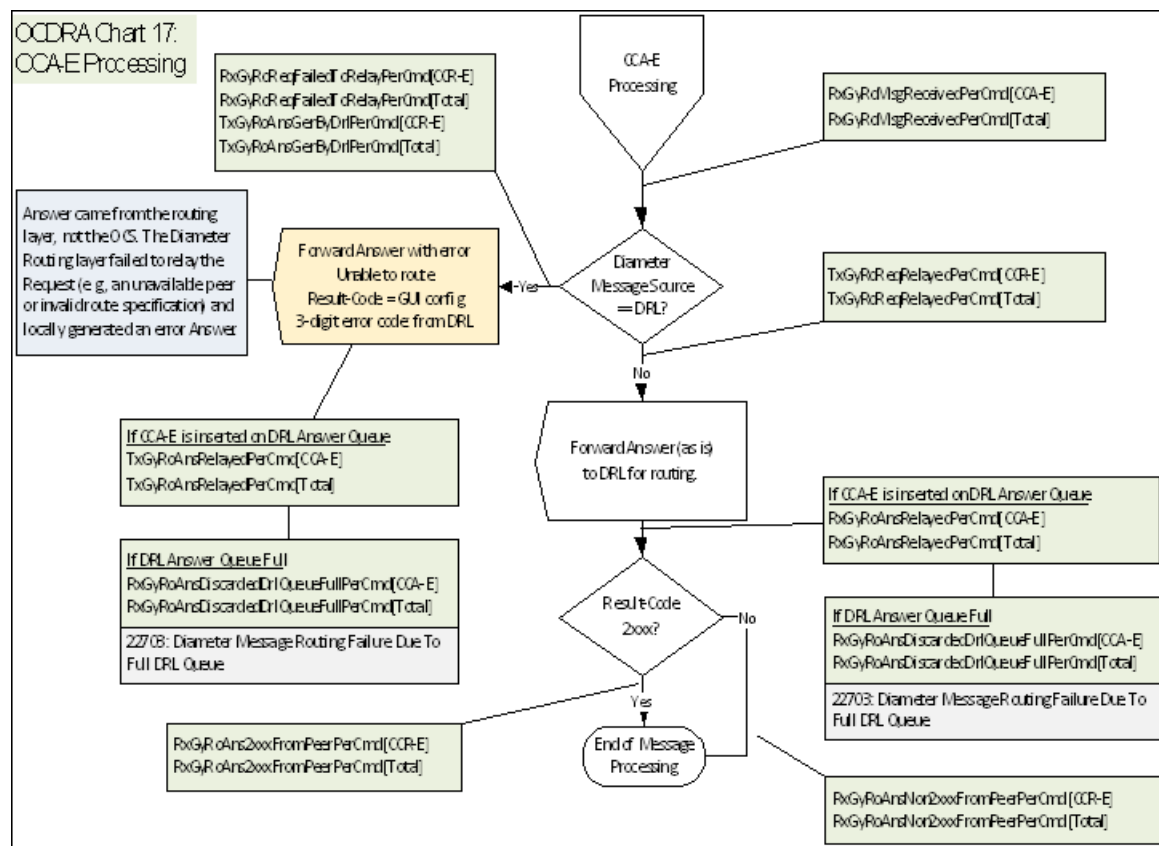 OCDRA Chart 17:
CCA-E Processing
RxGyRoReqFailedToRelayPerCmd[CCR-E]
RxGyRoReqFailedToRelayPerCmd[Total]
TxGyRoAnsGenByDrlPerCmd[CCR-E]
TxGyRoAnsGenByDrlPerCmd[Total]
CCA-E
Processing
RxGyRoMsgReceivedPerCmd[CCA-E]
RxGyRoMsgReceivedPerCmd[Total]
Answer came from the routing
layer, not the OCS. The Diameter
Routing layer failed to relay the
Request (e.g., an unavailable peer
or invalid route specification) and
locally generated an error Answer.
Forward Answer with error
Unable to route
Result-Code = GUI config
3-digit error code: from DRL
Yes
Diameter
Message Source
== DRL?
TxGyRoReqRelayedPerCmd[CCR-E]
TxGyRoReqRelayedPerCmd[Total]
No
If CCA-E is inserted on DRL Answer Queue
TxGyRoAnsRelayedPerCmd[CCA-E]
TxGyRoAnsRelayedPerCmd[Total]
Forward Answer (as is)
to DRL for routing.
If CCA-E is inserted on DRL Answer Queue
RxGyRoAnsRelayedPerCmd[CCA-E]
RxGyRoAnsRelayedPerCmd[Total]
If DRL Answer Queue Full
RxGyRoAnsDiscardedDrlQueueFullPerCmd[CCA-E]
RxGyRoAnsDiscardedDrlQueueFullPerCmd[Total]
22703: Diameter Message Routing Failure Due To
Full DRL Queue
Result-Code
2xxx?
No
Yes
If DRL Answer Queue Full
RxGyRoAnsDiscardedDrlQueueFullPerCmd[CCA-E]
RxGyRoAnsDiscardedDrlQueueFullPerCmd[Total]
22703: Diameter Message Routing Failure Due To
Full DRL Queue
RxGyRoAns2xxxFromPeerPerCmd[CCR-E]
RxGyRoAns2xxxFromPeerPerCmd[Total]
End of Message
Processing
RxGyRoAnsNon2xxxFromPeerPerCmd[CCR-E]
RxGyRoAnsNon2xxxFromPeerPerCmd[Total]